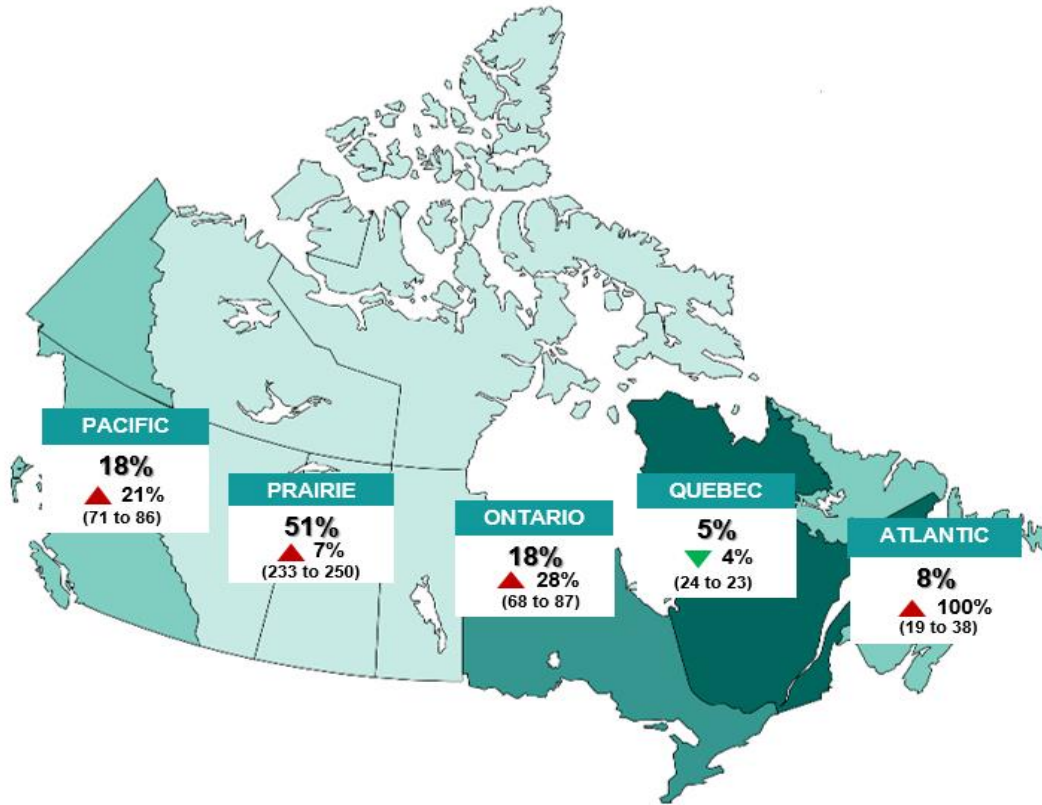 PACIFIC
18%
21%
(71 to 86)
PRAIRIE
51%
7%
(233 to 250)
ONTARIO
18%
28%
(68 to 87)
QUEBEC
5%
4%
(24 to 23)
ATLANTIC
8%
100%
(19 to 38)